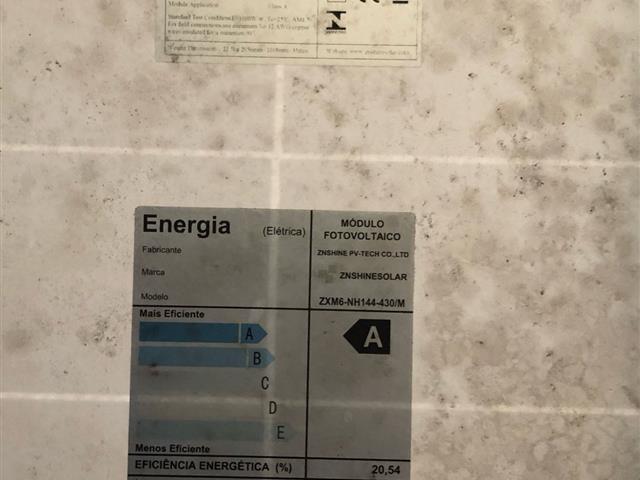 Module Application Class A
Energia (Elétrica)
MÓDULO
FOTOVOLTAICO
Fabricante
ZNSHINE PV-TECH CO.,LTD
Marca
ZNSHINESOLAR
Modelo
ZXM6-NH144-430/M
Mais Eficiente
A
A
B
C
D
E
Menos Eficiente
EFICIÊNCIA ENERGÉTICA (%) 20,54